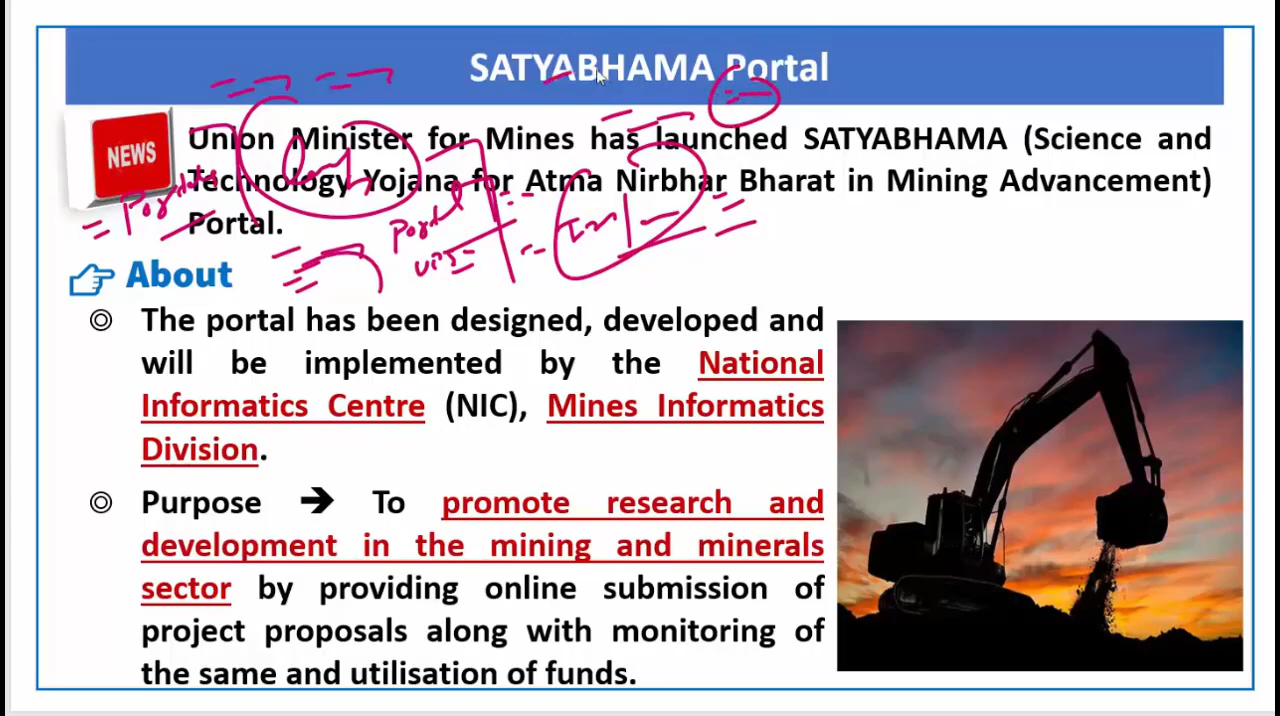 SATYABHAMA Portal
NEWS
Union Minister for Mines has launched SATYABHAMA (Science and
Technology Yojana for Atma Nirbhar Bharat in Mining Advancement)
Portal.
About
The portal has been designed, developed and
will be implemented by the National
Informatics Centre (NIC), Mines Informatics
Division.
Purpose ➔ To promote research and
development in the mining and minerals
sector by providing online submission of
project proposals along with monitoring of
the same and utilisation of funds.